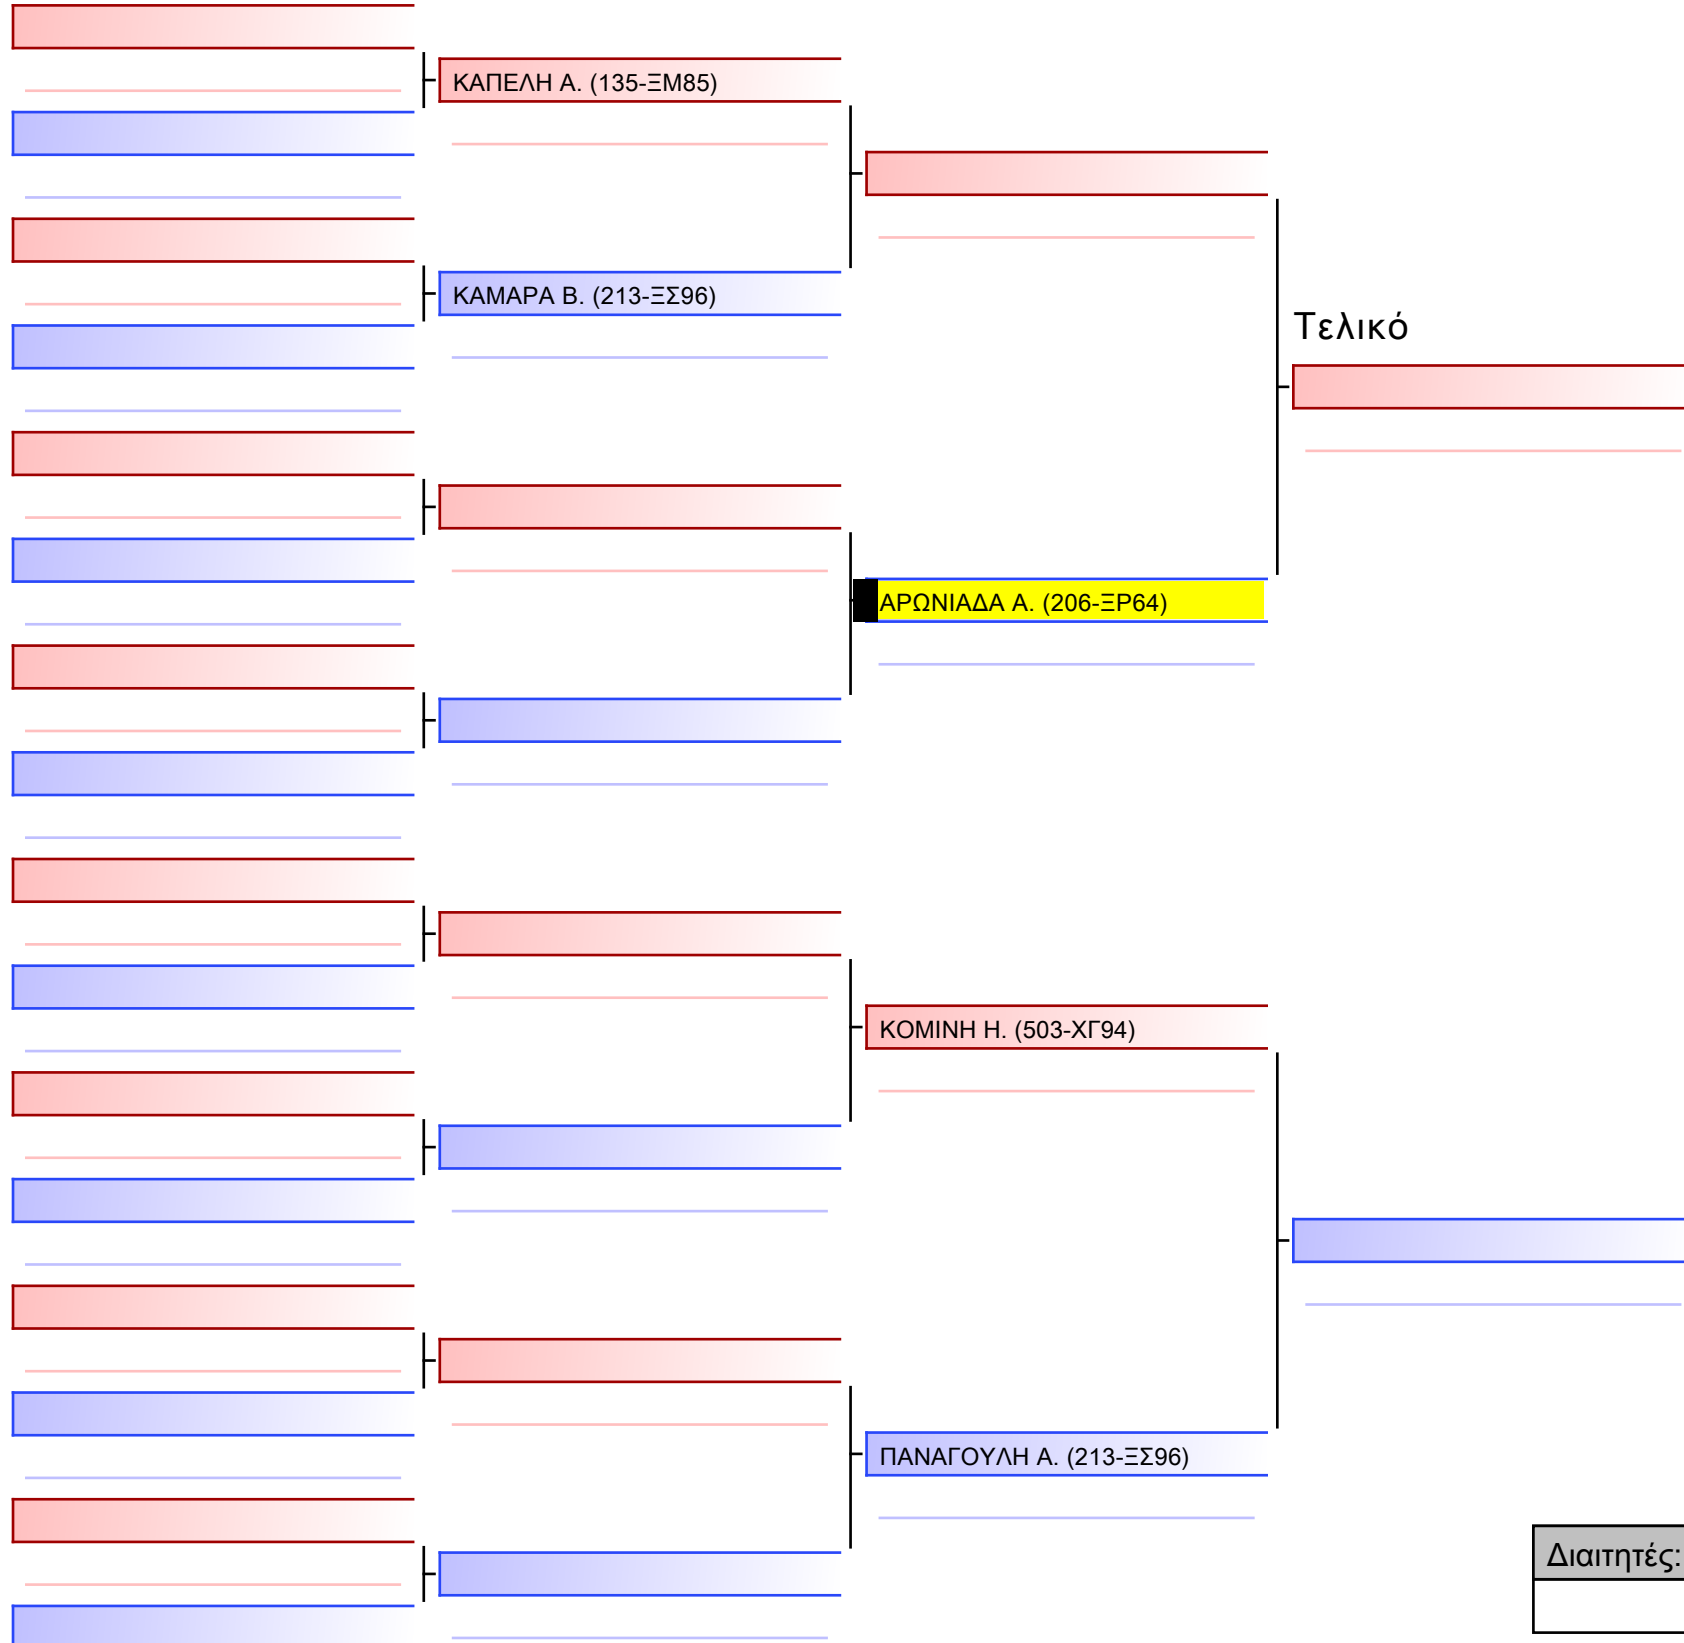 ΚΑΠΕΛΗ Α. (135-ΞΜ85)
ΚΑΜΑΡΑ Β. (213-ΞΣ96)
Τελικό
ΑΡΩΝΙΑΔΑ Α. (206-ΞΡ64)
ΚΟΜΙΝΗ Η. (503-ΧΓ94)
ΠΑΝΑΓΟΥΛΗ Α. (213-ΞΣ96)
Διαιτητές: